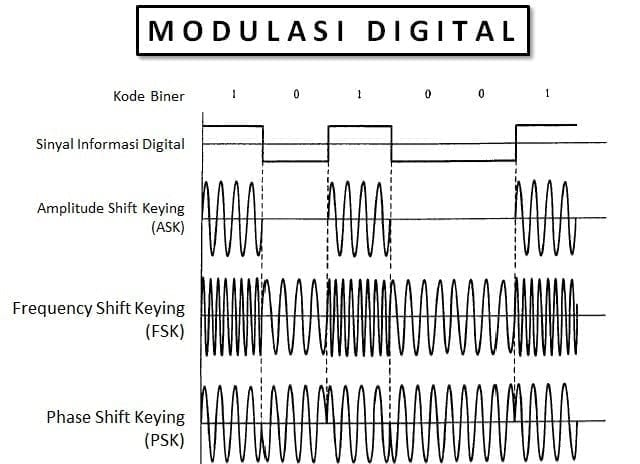 MODULASI DIGITAL
Kode Biner 1 0 1 0 0 1
Sinyal Informasi Digital
Amplitude Shift Keying
(ASK)
Frequency Shift Keying
(FSK)
Phase Shift Keying
(PSK)